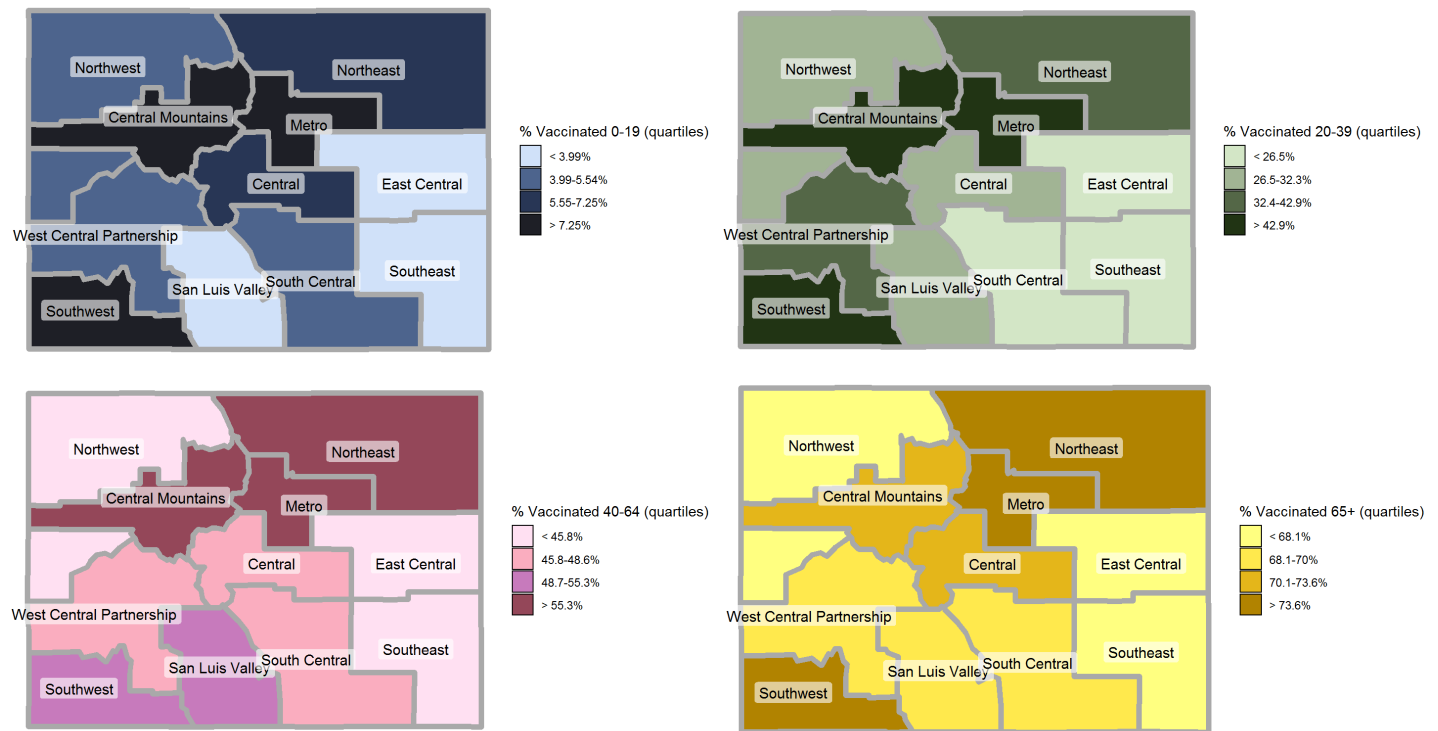 Northwest
Northeast
Central Mountains
Metro
Central
East Central
West Central Partnership
San Luis Valley
South Central
Southeast
Southwest
% Vaccinated 0-19 (quartiles)
< 3.99%
3.99-5.54%
5.55-7.25%
> 7.25%
Northwest
Northeast
Central Mountains
Metro
Central
East Central
West Central Partnership
San Luis Valley
South Central
Southeast
Southwest
% Vaccinated 20-39 (quartiles)
< 26.5%
26.5-32.3%
32.4-42.9%
> 42.9%
Northwest
Northeast
Central Mountains
Metro
Central
East Central
West Central Partnership
San Luis Valley
South Central
Southeast
Southwest
% Vaccinated 40-64 (quartiles)
< 45.8%
45.8-48.6%
48.7-55.3%
> 55.3%
Northwest
Northeast
Central Mountains
Metro
Central
East Central
West Central Partnership
San Luis Valley
South Central
Southeast
Southwest
% Vaccinated 65+ (quartiles)
< 68.1%
68.1-70%
70.1-73.6%
> 73.6%